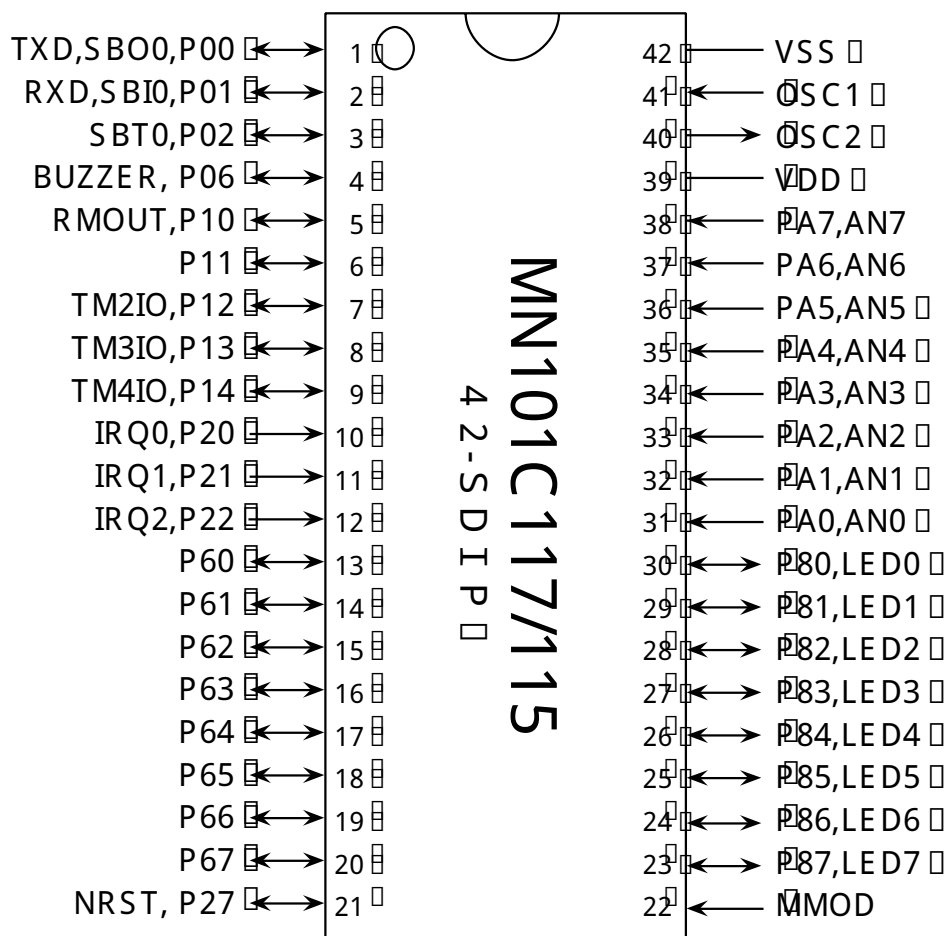 TXD,SBO0,P00 1 42 VSS
RXD,SBI0,P01 2 41 OSC1
SBT0,P02 3 40 OSC2
BUZZER, P06 4 39 VDD
RMOUT,P10 5 38 PA7,AN7
P11 6 37 PA6,AN6
TM2IO,P12 7 36 PA5,AN5
TM3IO,P13 8 35 PA4,AN4
TM4IO,P14 9 34 PA3,AN3
IRQ0,P20 10 33 PA2,AN2
IRQ1,P21 11 32 PA1,AN1
IRQ2,P22 12 31 PA0,AN0
P60 13 30 P80,LED0
P61 14 29 P81,LED1
P62 15 28 P82,LED2
P63 16 27 P83,LED3
P64 17 26 P84,LED4
P65 18 25 P85,LED5
P66 19 24 P86,LED6
P67 20 23 P87,LED7
NRST, P27 21 22 MMOD
MN101C117/115
42-SDIP